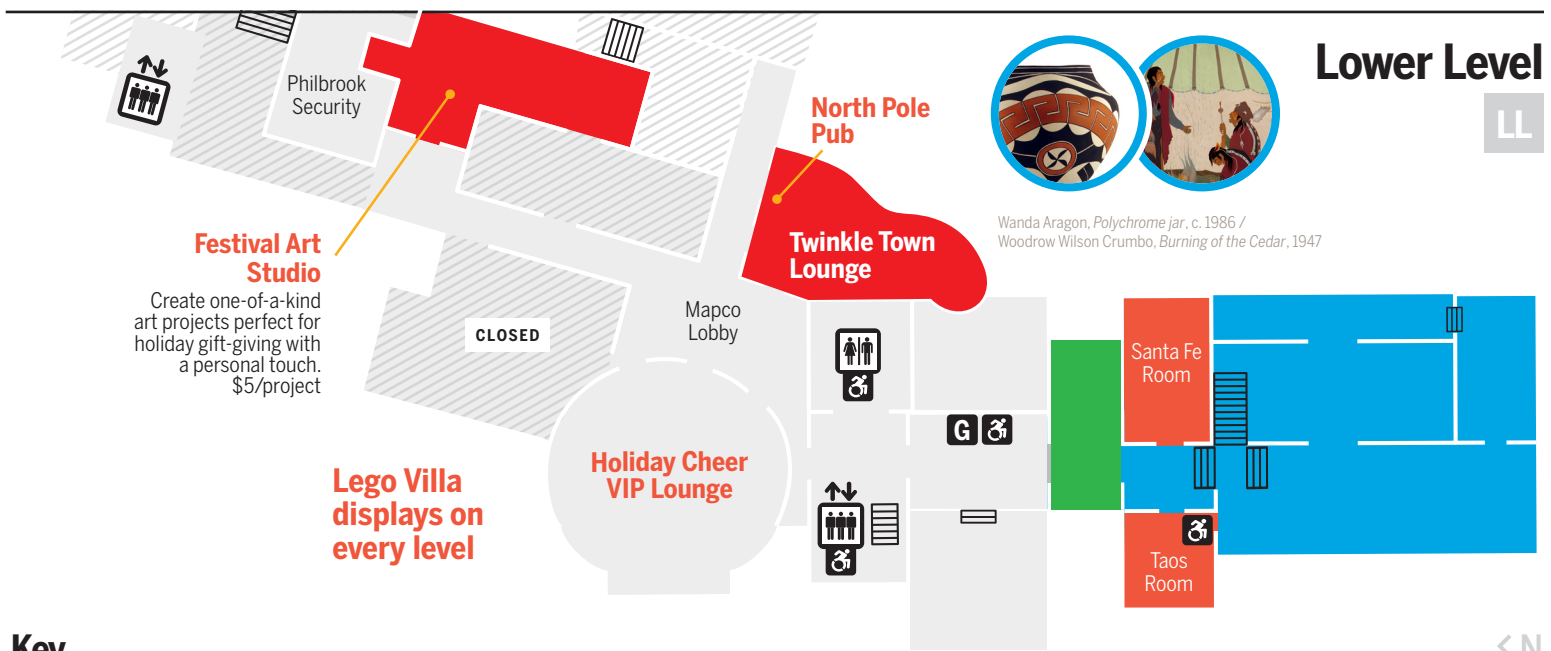 Lower Level
LL
Philbrook
Security
North Pole
Pub
Wanda Aragon, Polychrome jar, c. 1986 /
Woodrow Wilson Crumbo, Burning of the Cedar, 1947
Festival Art
Studio
Create one-of-a-kind
art projects perfect for
holiday gift-giving with
a personal touch.
$5/project
Twinkle Town
Lounge
Mapco
Lobby
CLOSED
Santa Fe
Room
G
Holiday Cheer
VIP Lounge
Lego Villa
displays on
every level
Taos
Room
Key
< N